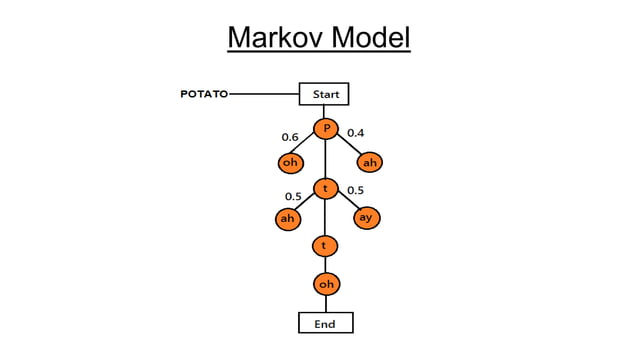 Markov Model
POTATO
Start
P
0.6
0.4
oh
ah
t
0.5
0.5
ah
ay
t
oh
End